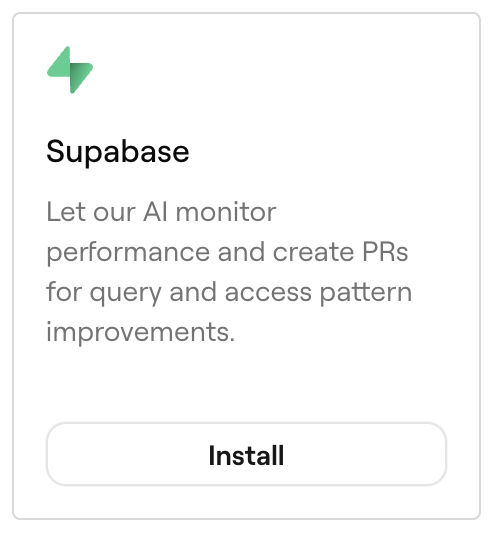 Supabase
Let our AI monitor
performance and create PRs
for query and access pattern
improvements.
Install